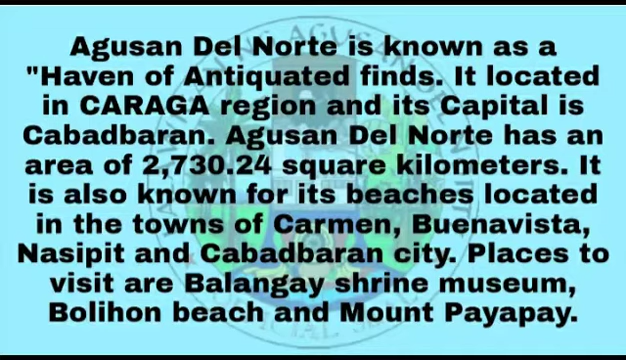 Agusan Del Norte is known as a
"Haven of Antiquated finds. It located
in CARAGA region and its Capital is
Cabadbaran. Agusan Del Norte has an
area of 2,730.24 square kilometers. It
is also known for its beaches located
in the towns of Carmen, Buenavista,
Nasipit and Cabadbaran city. Places to
visit are Balangay shrine museum,
Bolihon beach and Mount Payapay.